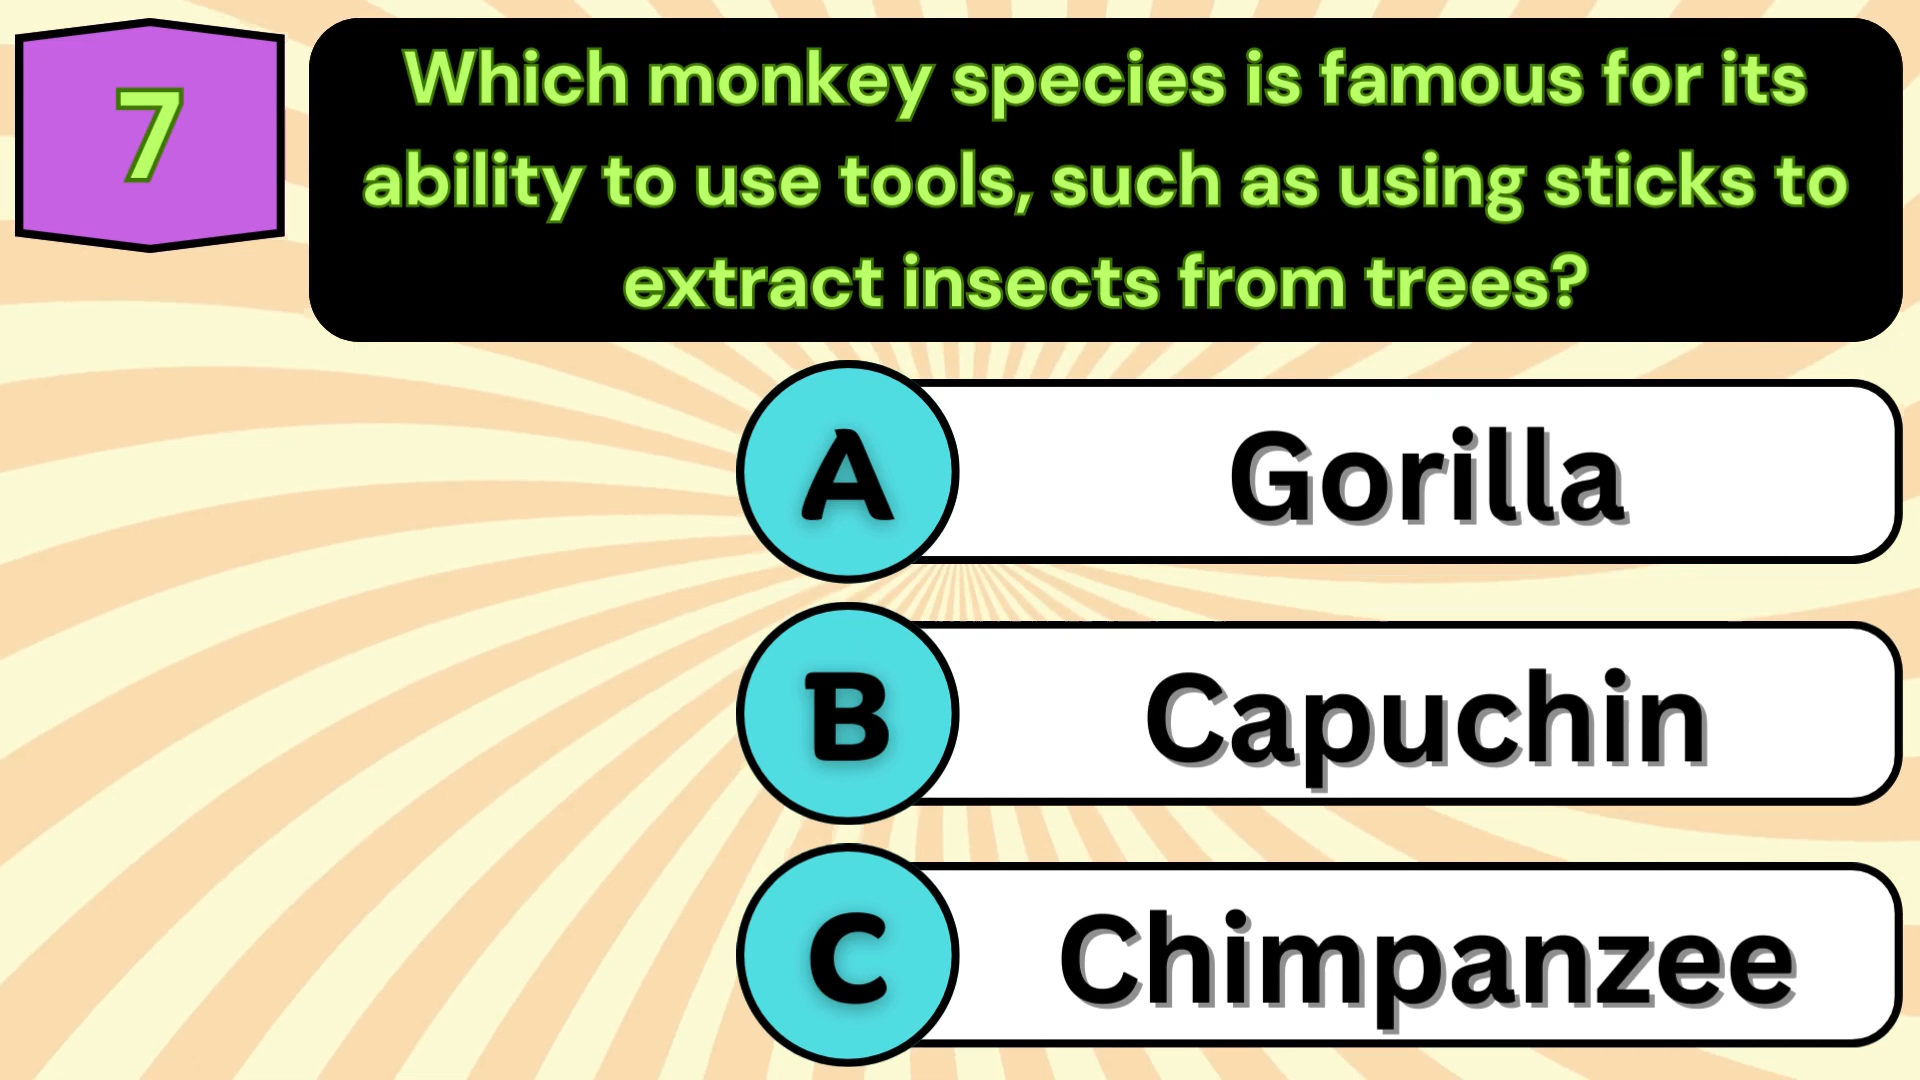 7
Which monkey species is famous for its
ability to use tools, such as using sticks to
extract insects from trees?
A
Gorilla
B
Capuchin
C
Chimpanzee